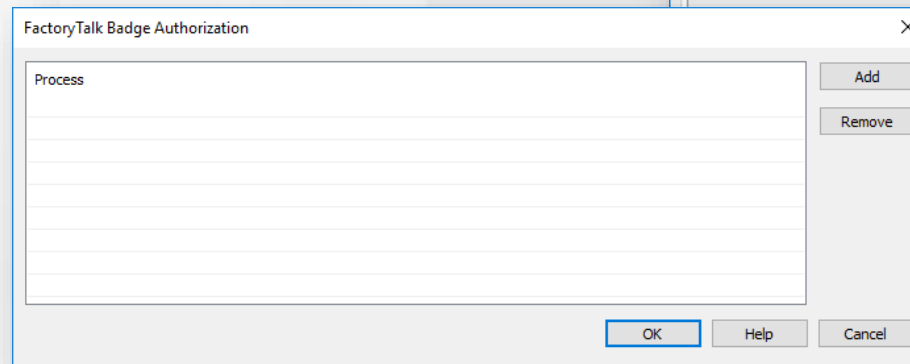 FactoryTalk Badge Authorization
Process
Add
Remove
OK
Help
Cancel